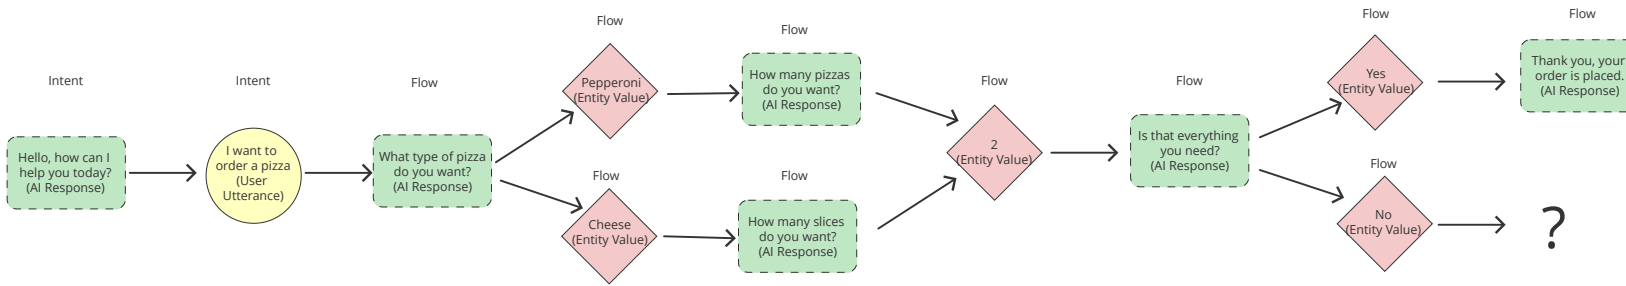 Intent
Hello, how can I
help you today?
(AI Response)
Intent
I want to
order a pizza
(User
Utterance)
Flow
What type of pizza
do you want?
(AI Response)
Flow
Pepperoni
(Entity Value)
Flow
Cheese
(Entity Value)
Flow
How many pizzas
do you want?
(AI Response)
Flow
How many slices
do you want?
(AI Response)
Flow
2
(Entity Value)
Flow
Is that everything
you need?
(AI Response)
Flow
Yes
(Entity Value)
Flow
No
(Entity Value)
Flow
Thank you, your
order is placed.
(AI Response)
?